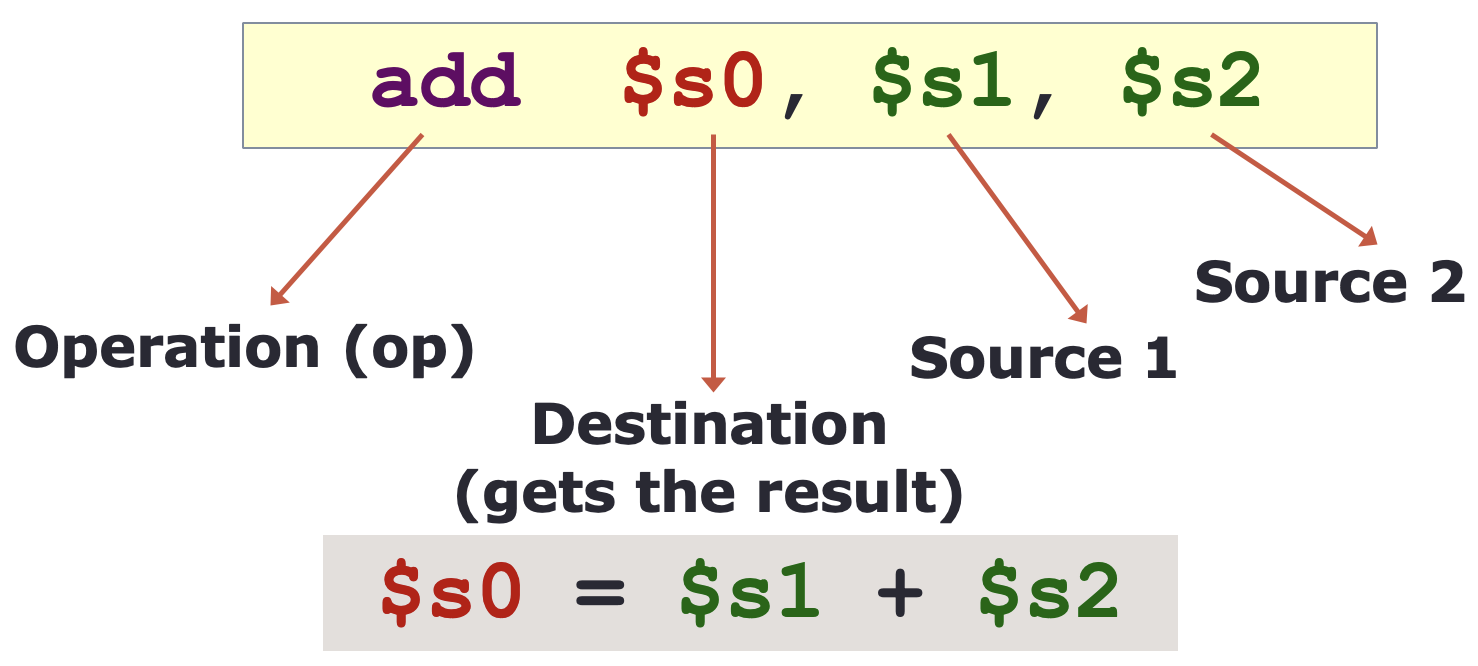 add $s0, $s1, $s2
Source 2
Operation (op)
Source 1
Destination
(gets the result)
$s0 = $s1 + $s2